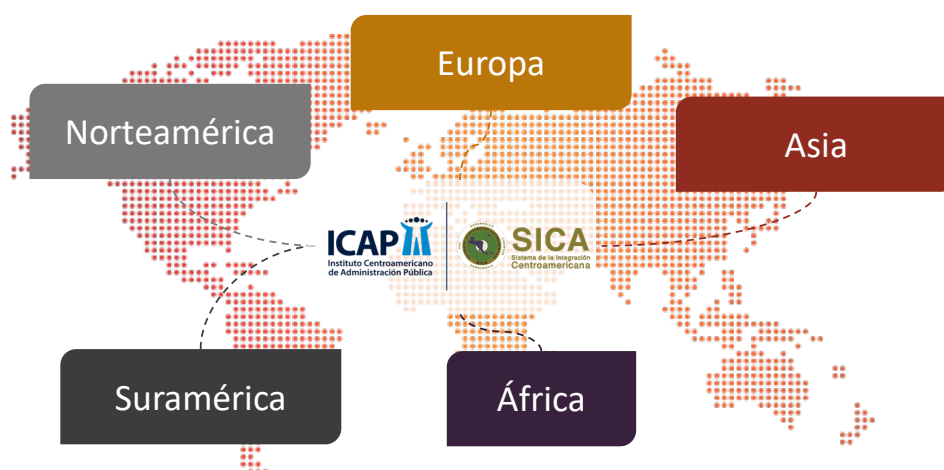 Europa
Norteamérica
Asia
ICAP
Instituto Centroamericano
de Administración Pública
SICA
Sistema de la Integración
Centroamericana
Suramérica
África